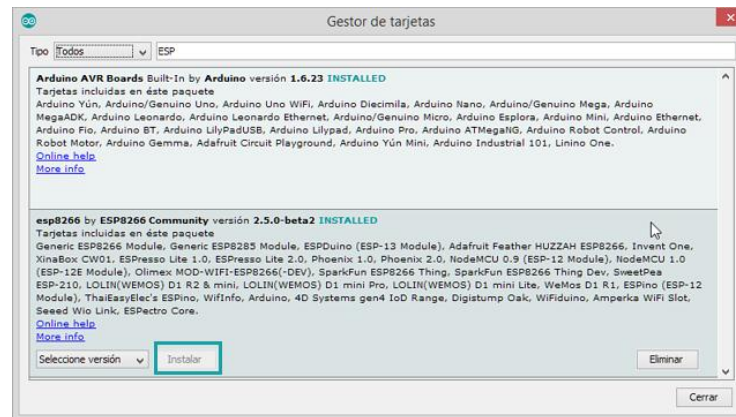 Gestor de tarjetas
Tipo Todos ESP
Arduino AVR Boards Built-In by Arduino versión 1.6.23 INSTALLED
Tarjetas incluidas en éste paquete
Arduino Yún, Arduino/Genuino Uno, Arduino Uno WiFi, Arduino Diecimila, Arduino Nano, Arduino/Genuino Mega, Arduino
MegaADK, Arduino Leonardo, Arduino Leonardo Ethernet, Arduino/Genuino Micro, Arduino Esplora, Arduino Mini, Arduino Ethernet,
Arduino Fio, Arduino BT, Arduino LilyPadUSB, Arduino Lilypad, Arduino Pro, Arduino ATMegaNG, Arduino Robot Control, Arduino
Robot Motor, Arduino Gemma, Adafruit Circuit Playground, Arduino Yún Mini, Arduino Industrial 101, Linino One.
Online help
More info
esp8266 by ESP8266 Community versión 2.5.0-beta2 INSTALLED
Tarjetas incluidas en éste paquete
Generic ESP8266 Module, Generic ESP8285 Module, ESPDuino (ESP-13 Module), Adafruit Feather HUZZAH ESP8266, Invent One,
XinaBox CW01, ESPresso Lite 1.0, ESPresso Lite 2.0, Phoenix 1.0, Phoenix 2.0, NodeMCU 0.9 (ESP-12 Module), NodeMCU 1.0
(ESP-12E Module), Olimex MOD-WIFI-ESP8266(-DEV), SparkFun ESP8266 Thing, SparkFun ESP8266 Thing Dev, SweetPea
ESP-210, LOLIN(WEMOS) D1 R2 & mini, LOLIN(WEMOS) D1 mini Pro, LOLIN(WEMOS) D1 mini Lite, WeMos D1 R1, ESPino (ESP-12
Module), ThaiEasyElec's ESPino, WifInfo, Arduino, 4D Systems gen4 IoD Range, Digistump Oak, WiFiduino, Amperka WiFi Slot,
Seeed Wio Link, ESPectro Core.
Online help
More info
Seleccione versión Instalar Eliminar
Cerrar